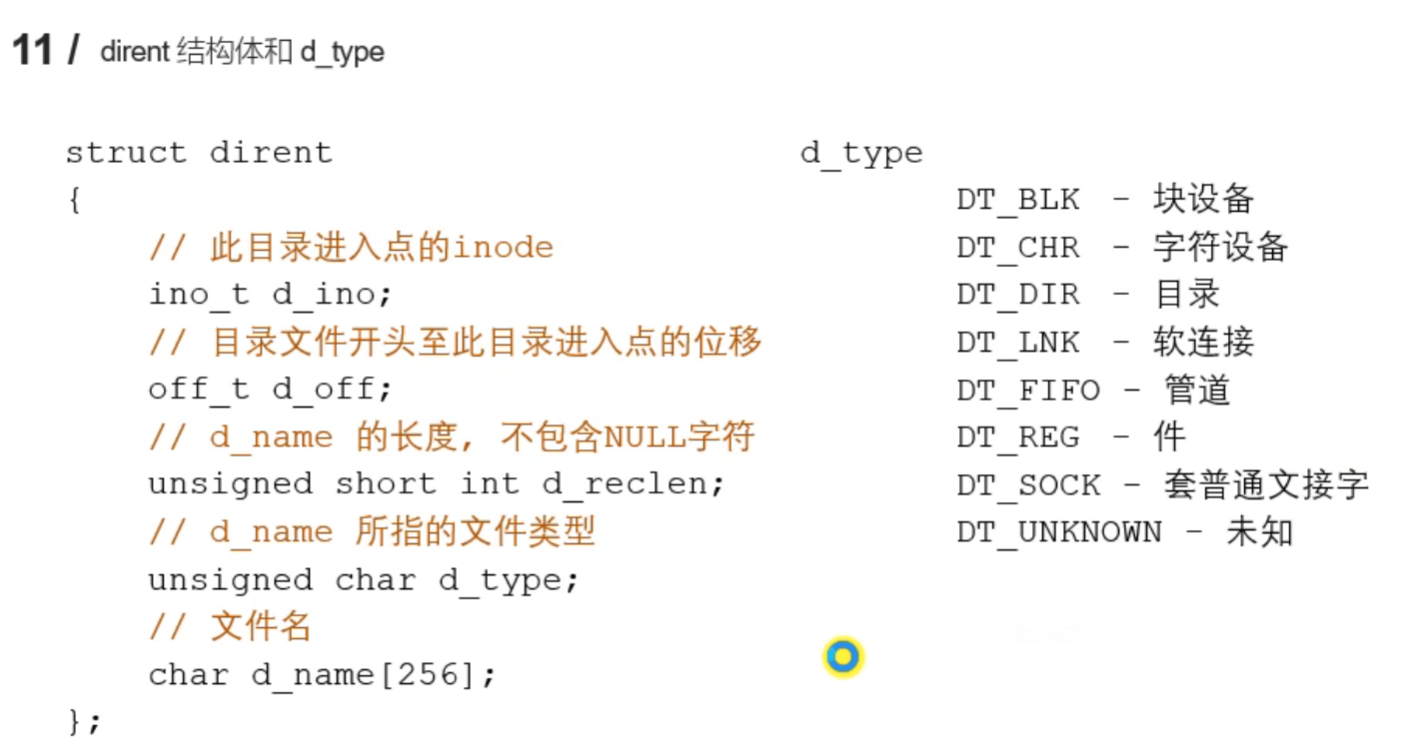 11 / dirent 结构体和 d_type
struct dirent
{
// 此目录进入点的inode
ino_t d_ino;
// 目录文件开头至此目录进入点的位移
off_t d_off;
// d_name 的长度, 不包含NULL字符
unsigned short int d_reclen;
// d_name 所指的文件类型
unsigned char d_type;
// 文件名
char d_name[256];
};
d_type
DT_BLK - 块设备
DT_CHR - 字符设备
DT_DIR - 目录
DT_LNK - 软连接
DT_FIFO - 管道
DT_REG - 件
DT_SOCK - 套普通文接字
DT_UNKNOWN - 未知